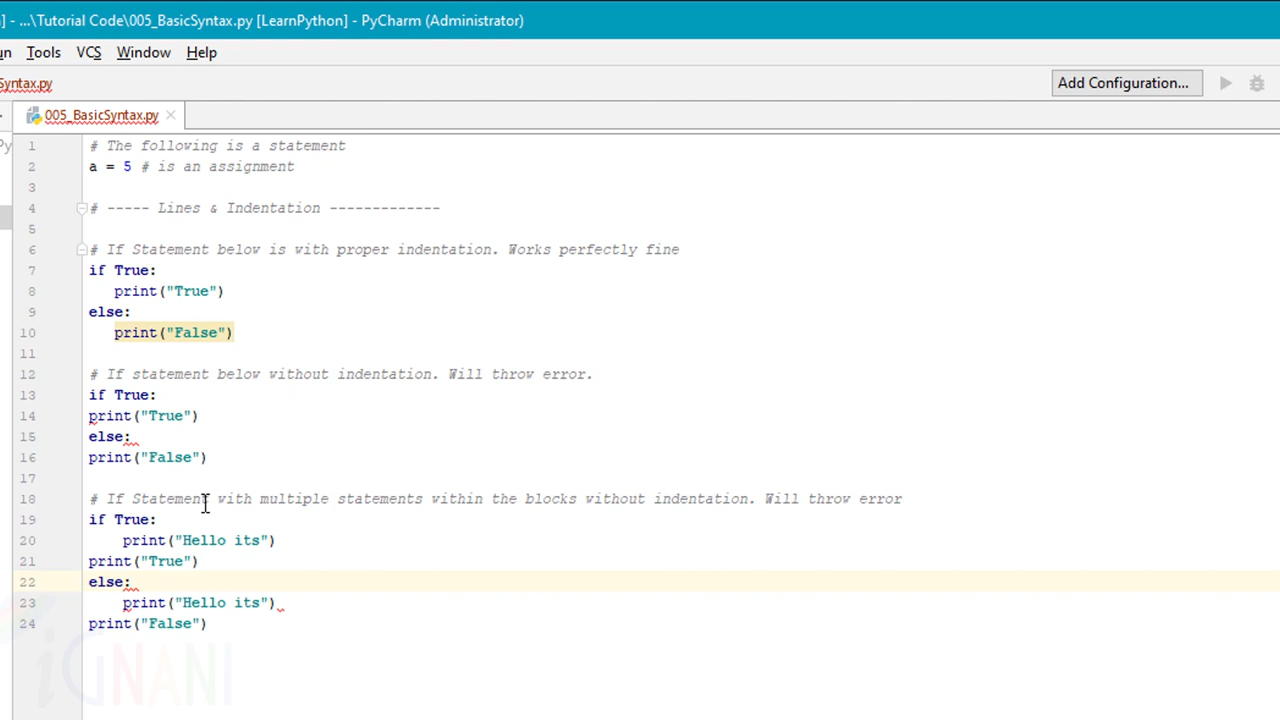 ] - ...\Tutorial Code\005_BasicSyntax.py [LearnPython] - PyCharm (Administrator)
un Tools VCS Window Help
Syntax.py
Add Configuration...
005_BasicSyntax.py
Py
1 # The following is a statement
2 a = 5 # is an assignment
3
4 # ----- Lines & Indentation -------------
5
6 # If Statement below is with proper indentation. Works perfectly fine
7 if True:
8 print("True")
9 else:
10 print("False")
11
12 # If statement below without indentation. Will throw error.
13 if True:
14 print("True")
15 else:
16 print("False")
17
18 # If Statement with multiple statements within the blocks without indentation. Will throw error
19 if True:
20 print("Hello its")
21 print("True")
22 else:
23 print("Hello its")
24 print("False")
iGNANI